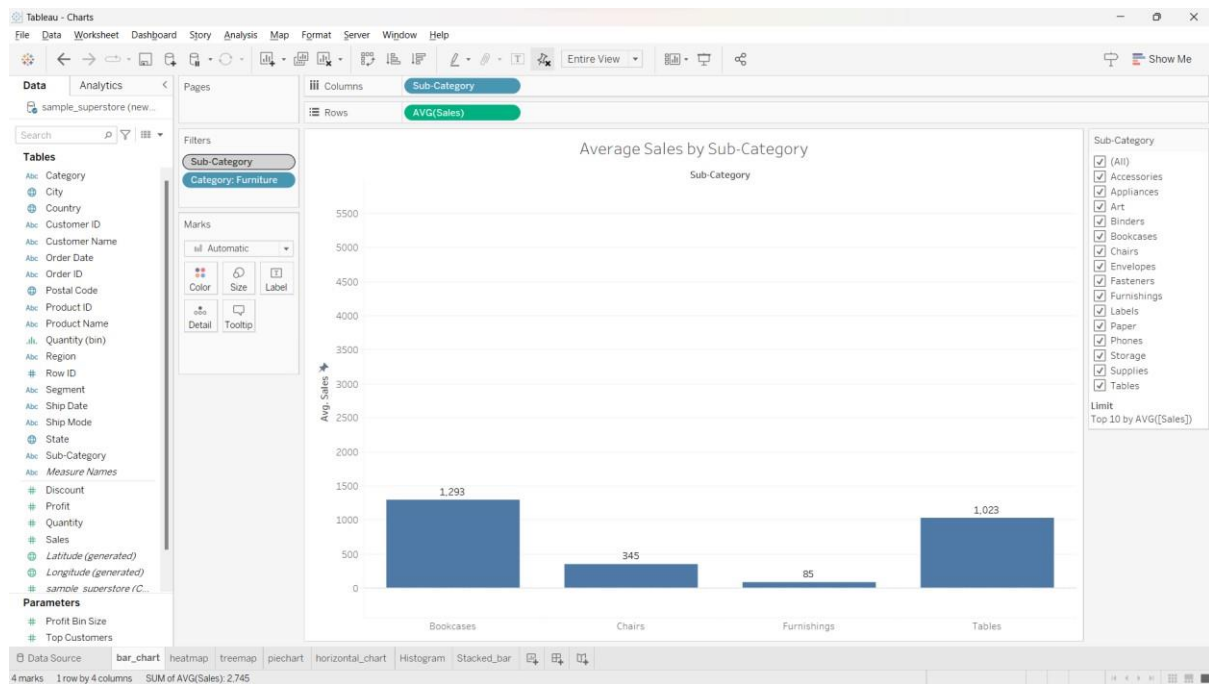 Tableau - Charts
File Data Worksheet Dashboard Story Analysis Map Format Server Window Help
Entire View
Show Me
Data Analytics
sample_superstore (new...
Search
Tables
Abc Category
City
Country
Abc Customer ID
Abc Customer Name
Abc Order Date
Abc Order ID
Postal Code
Abc Product ID
Abc Product Name
Quantity (bin)
Abc Region
# Row ID
Abc Segment
Abc Ship Date
Abc Ship Mode
State
Abc Sub-Category
Abc Measure Names
# Discount
# Profit
# Quantity
# Sales
Latitude (generated)
Longitude (generated)
# sample_superstore (C...
Parameters
# Profit Bin Size
# Top Customers
Pages
Filters
Sub-Category
Category: Furniture
Marks
Automatic
Color Size Label
Detail Tooltip
Columns Sub-Category
Rows AVG(Sales)
Average Sales by Sub-Category
Sub-Category
Avg. Sales
5500
5000
4500
4000
3500
3000
2500
2000
1500
1000
500
0
1,293
345
85
1,023
Bookcases Chairs Furnishings Tables
Sub-Category
(All)
Accessories
Appliances
Art
Binders
Bookcases
Chairs
Envelopes
Fasteners
Furnishings
Labels
Paper
Phones
Storage
Supplies
Tables
Limit
Top 10 by AVG([Sales])
Data Source bar_chart heatmap treemap piechart horizontal_chart Histogram Stacked_bar
4 marks 1 row by 4 columns SUM of AVG(Sales): 2,745